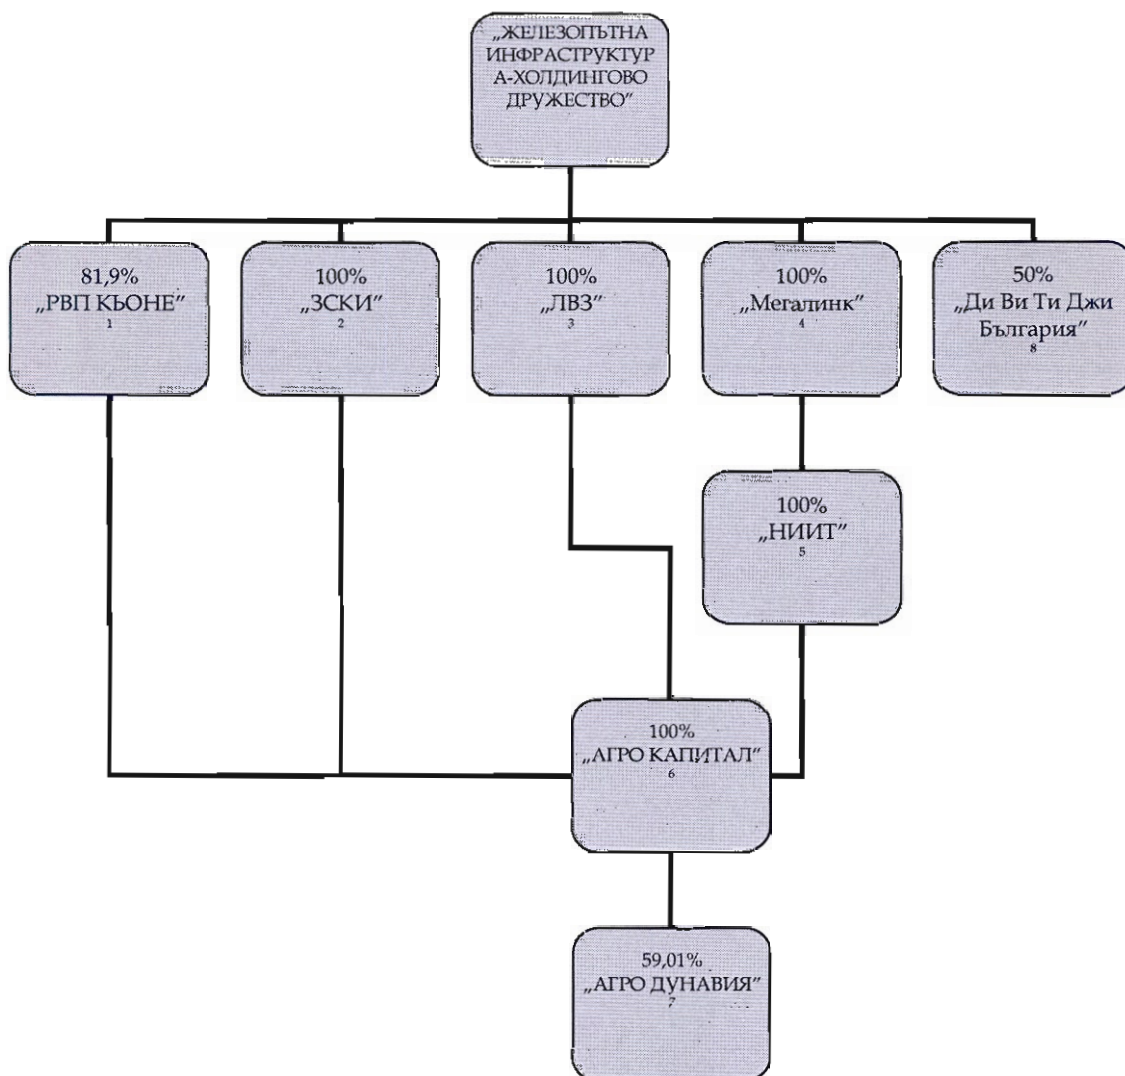 „ЖЕЛЕЗОПЪТНА
ИНФРАСТРУКТУР
А-ХОЛДИНГОВО
ДРУЖЕСТВО”
81,9%
„РВП КЬОНЕ”
1
100%
„ЗСКИ”
2
100%
„ЛВЗ”
3
100%
„Мегалинк”
4
50%
„Ди Ви Ти Джи
България”
8
100%
„НИИТ”
5
100%
„АГРО КАПИТАЛ”
6
59,01%
„АГРО ДУНАВИЯ”
7